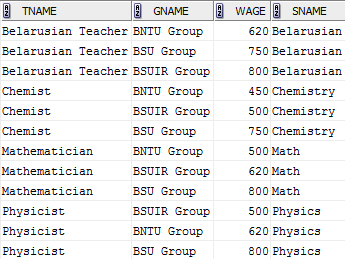 TNAME GNAME WAGE SNAME
Belarusian Teacher BNTU Group 620 Belarusian
Belarusian Teacher BSU Group 750 Belarusian
Belarusian Teacher BSUIR Group 800 Belarusian
Chemist BNTU Group 450 Chemistry
Chemist BSUIR Group 500 Chemistry
Chemist BSU Group 750 Chemistry
Mathematician BNTU Group 500 Math
Mathematician BSUIR Group 620 Math
Mathematician BSU Group 800 Math
Physicist BSUIR Group 500 Physics
Physicist BNTU Group 620 Physics
Physicist BSU Group 800 Physics